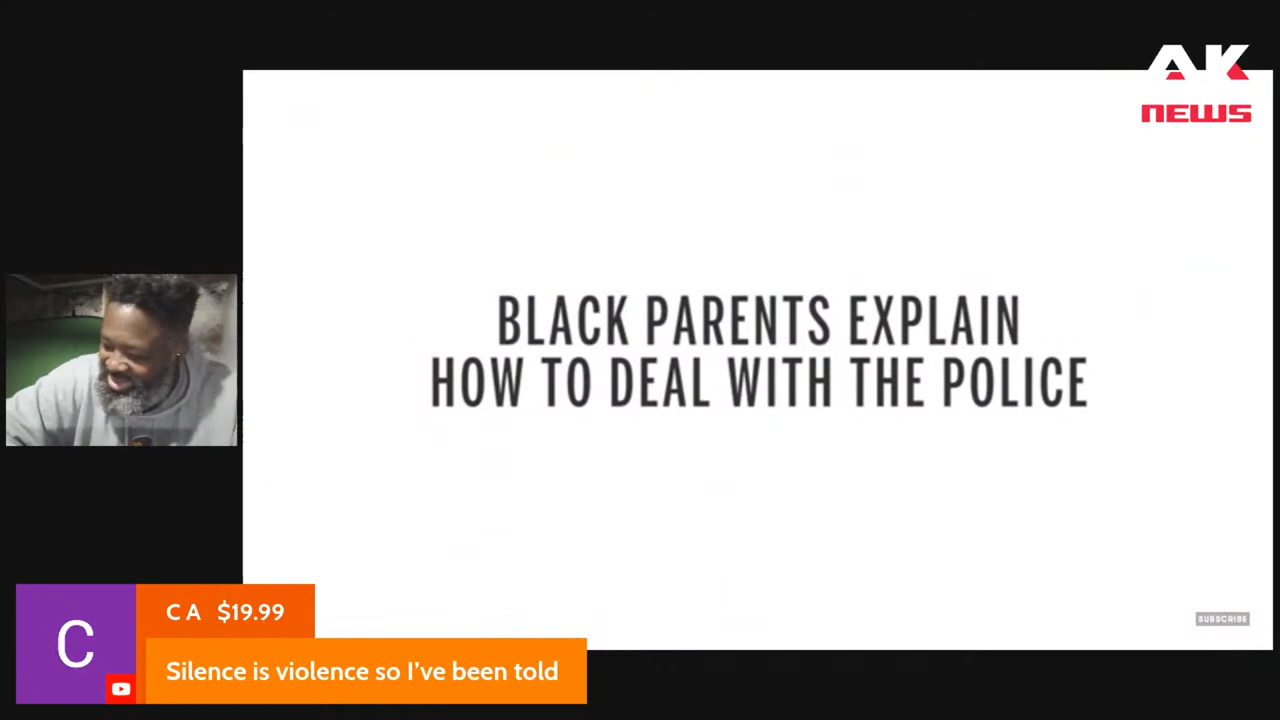 AK
NEWS
BLACK PARENTS EXPLAIN
HOW TO DEAL WITH THE POLICE
SUBSCRIBE
C
C A $19.99
Silence is violence so I've been told